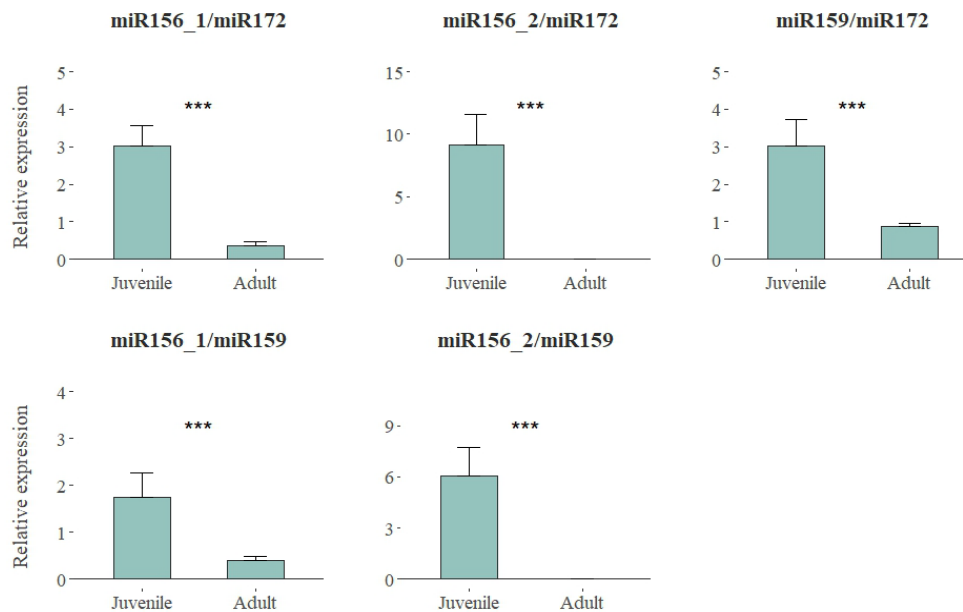 miR156_1/miR172
miR156_2/miR172
miR159/miR172
Relative expression
5
4
3
2
1
0
***
Juvenile
Adult
15
10
5
0
***
Juvenile
Adult
5
4
3
2
1
0
***
Juvenile
Adult
miR156_1/miR159
miR156_2/miR159
Relative expression
4
3
2
1
0
***
Juvenile
Adult
9
6
3
0
***
Juvenile
Adult